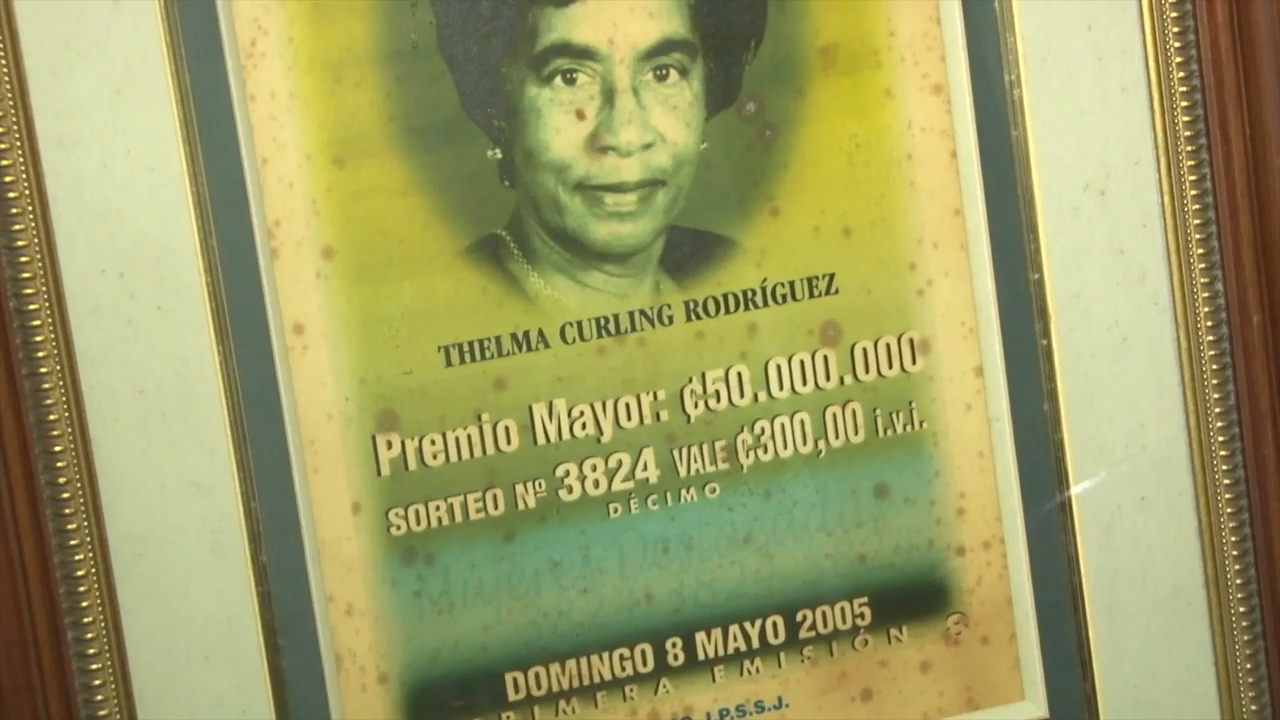 THELMA CURLING RODRÍGUEZ
Premio Mayor: ₡50.000.000
SORTEO Nº 3824 VALE ₡300,00 i.v.i.
DÉCIMO
DOMINGO 8 MAYO 2005
PRIMERA EMISIÓN
I.P.S.S.J.